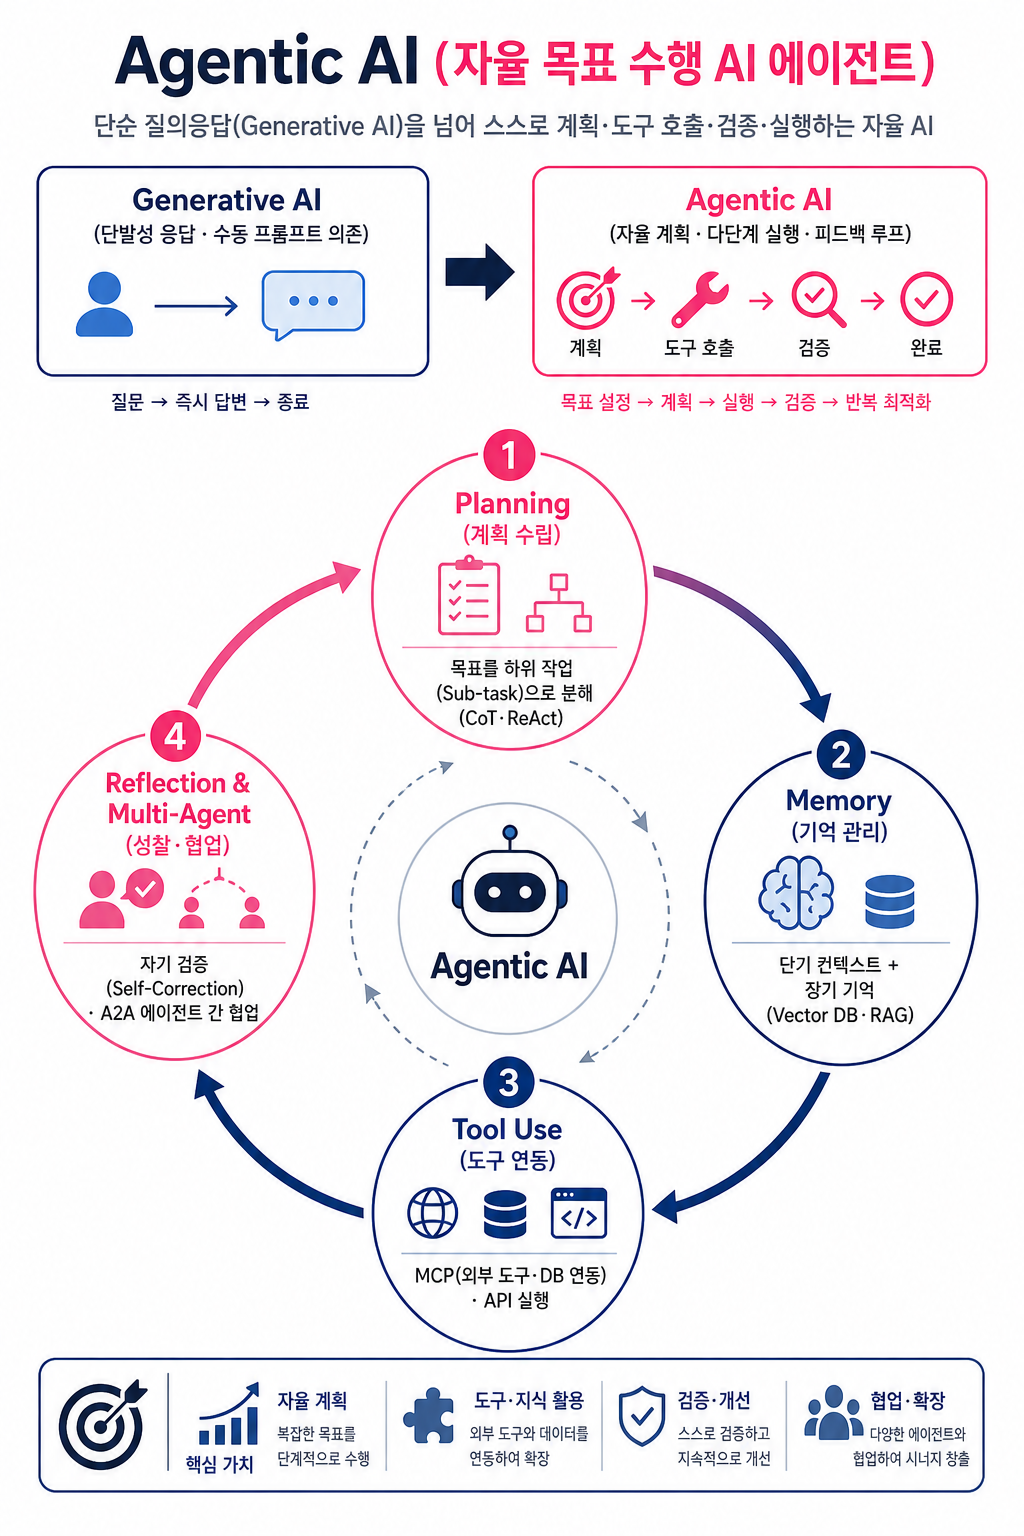 Agentic AI (자율 목표 수행 AI 에이전트)
단순 질의응답(Generative AI)을 넘어 스스로 계획·도구 호출·검종·실행하는 자율 AI
Generative AI
(단발성 응답 · 수동 프롬프트 의존)
질문 → 즉시 답변 → 종료
Agentic AI
(자율 계획 · 다단계 실행 · 피드백 루프)
계획
도구 호출
검증
완료
목표 설정 → 계획 → 실행 → 검증 → 반복 최적화
1
Planning
(계획 수립)
목표를 하위 작업
(Sub-task)으로 분해
(CoT·ReAct)
2
Memory
(기억 관리)
단기 컨텍스트 +
장기 기억
(Vector DB·RAG)
3
Tool Use
(도구 연동)
MCP(외부 도구·DB 연동)
· API 실행
4
Reflection &
Multi-Agent
(성찰·협업)
자기 검증
(Self-Correction)
· A2A 에이전트 간 협업
Agentic AI
핵심 가치
자율 계획
복잡한 목표를
단계적으로 수행
도구·지식 활용
외부 도구와 데이터를
연동하여 확장
검증·개선
스스로 검증하고
지속적으로 개선
협업·확장
다양한 에이전트와
협업하여 시너지 창출